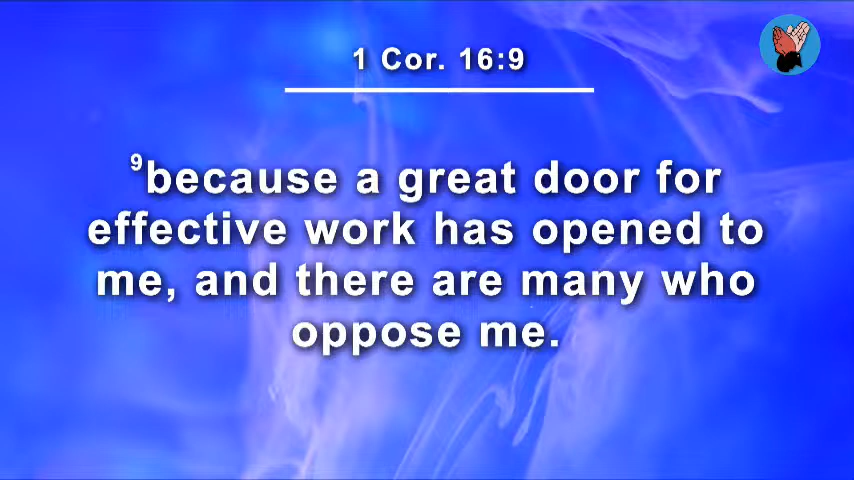 1 Cor. 16:9
⁹because a great door for
effective work has opened to
me, and there are many who
oppose me.